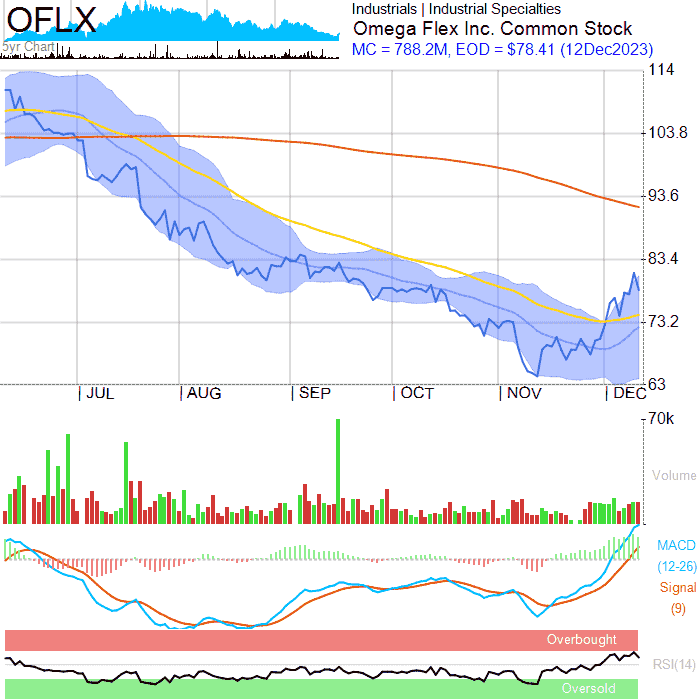 OFLX
5yr Chart
Industrials | Industrial Specialties
Omega Flex Inc. Common Stock
MC = 788.2M, EOD = $78.41 (12Dec2023)
114
103.8
93.6
83.4
73.2
63
JUL
AUG
SEP
OCT
NOV
DEC
70k
Volume
MACD
(12-26)
Signal
(9)
Overbought
RSI(14)
Oversold